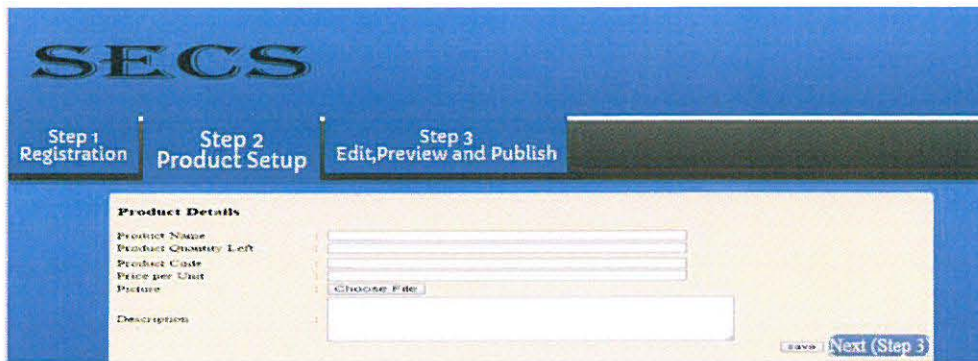 SECS
Step 1
Registration
Step 2
Product Setup
Step 3
Edit,Preview and Publish
Product Details
Product Name :
Product Quantity Left :
Product Code :
Price per Unit :
Picture : Choose File
Description :
save Next (Step 3)